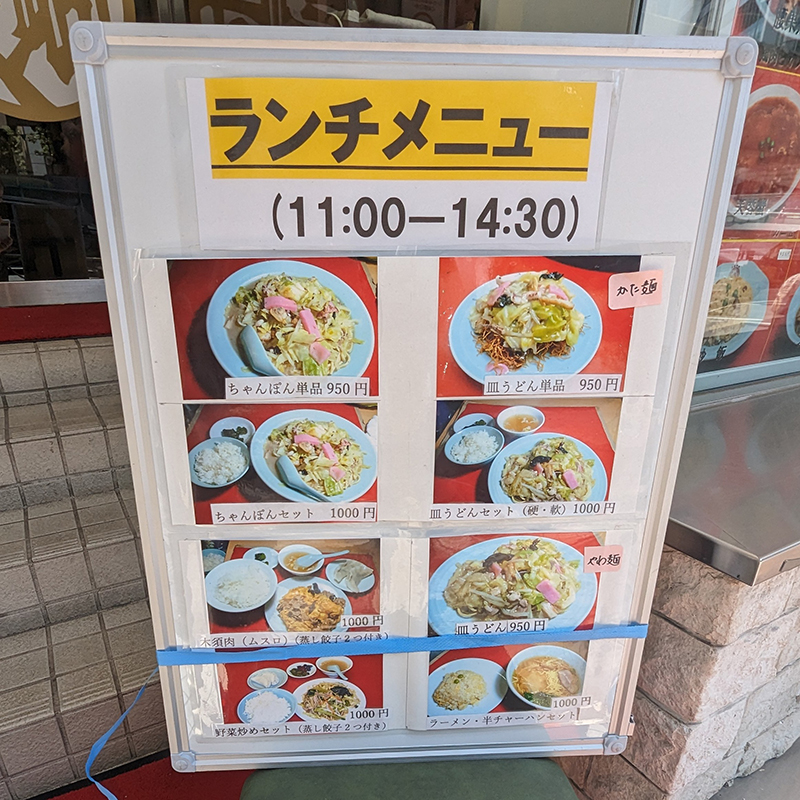 ランチメニュー
(11:00ー14:30)
かた麺
ちゃんぽん単品 950円
皿うどん単品 950円
ちゃんぽんセット 1000円
皿うどんセット (硬・軟) 1000円
やわ麺
1000円
木須肉 (ムスロ) (蒸し餃子2つ付き)
皿うどん 950円
1000円
野菜炒めセット (蒸し餃子2つ付き)
1000円
ラーメン・半チャーハンセット